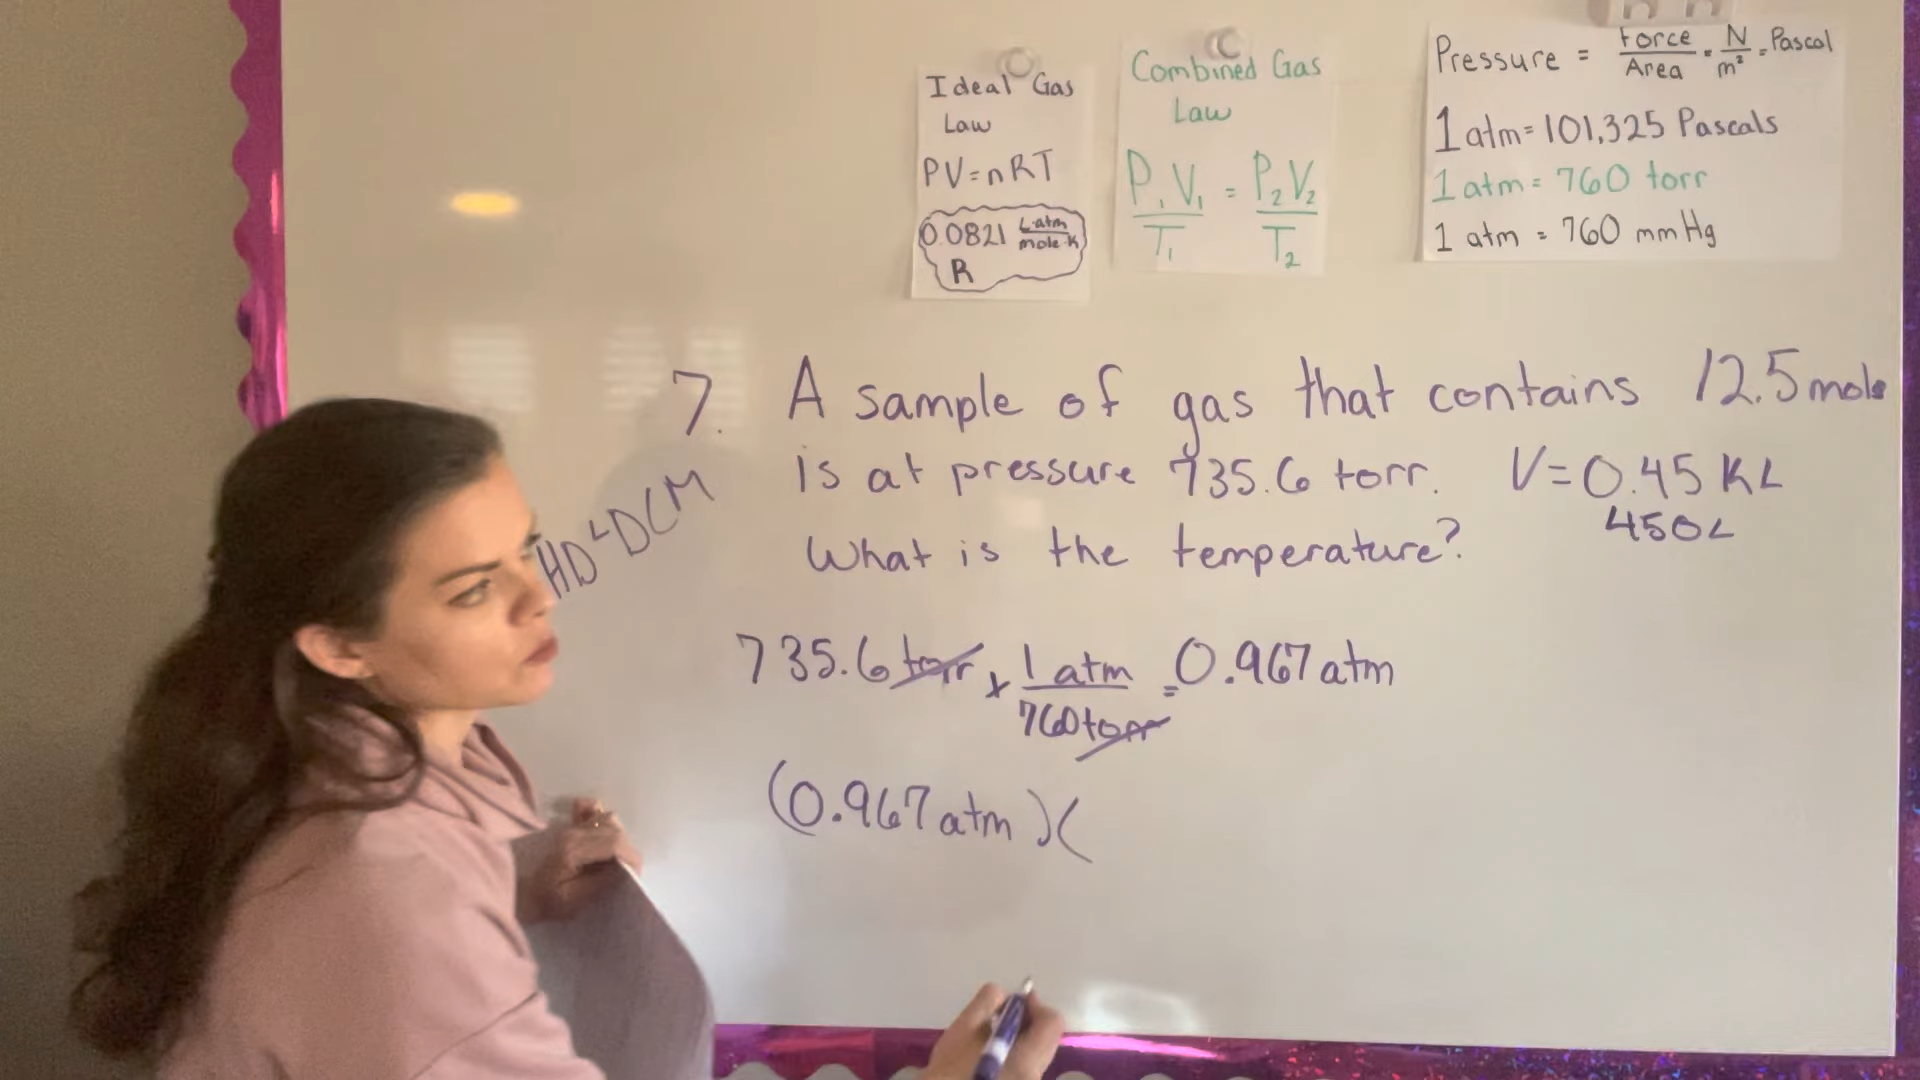 Ideal Gas
Law
PV=nRT
0.0821 L·atm/mole·K
R
Combined Gas
Law
P₁V₁/T₁ = P₂V₂/T₂
Pressure = Force/Area = N/m² = Pascal
1 atm = 101,325 Pascals
1 atm = 760 torr
1 atm = 760 mmHg
7. A sample of gas that contains 12.5 mole
is at pressure 735.6 torr. V=0.45 KL
450L
What is the temperature?
KHDLDCM
735.6 torr x 1 atm/760 torr = 0.967 atm
(0.967 atm)(